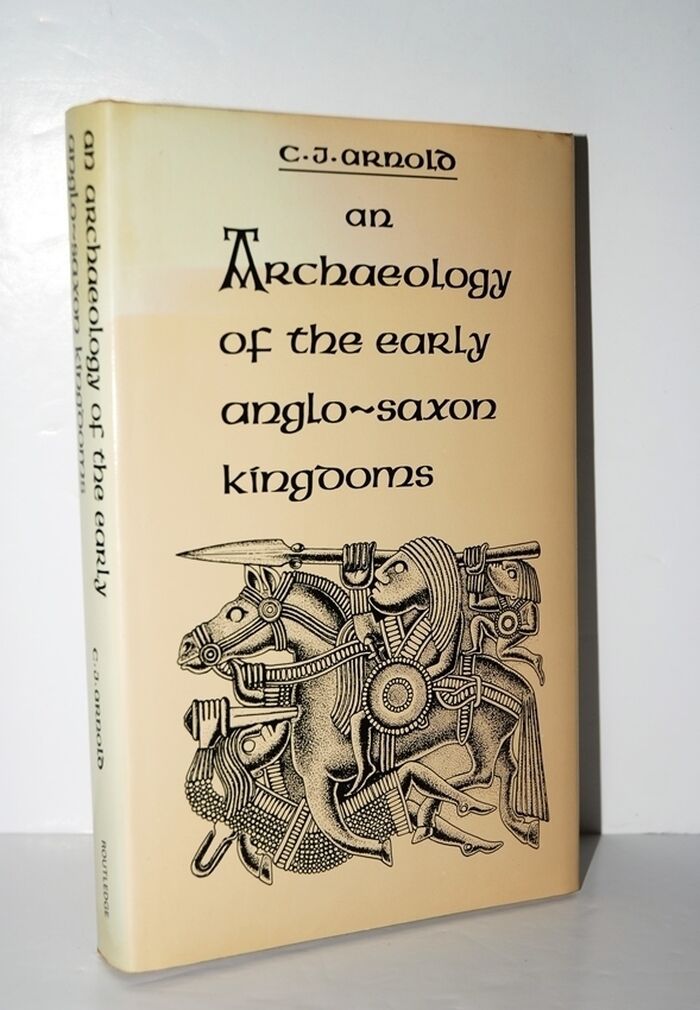 C. J. Arnold
an
Archaeology
of the early
anglo~saxon
kingdoms
an archaeology of the early
anglo~saxon kingdoms
C. J. Arnold
ROUTLEDGE